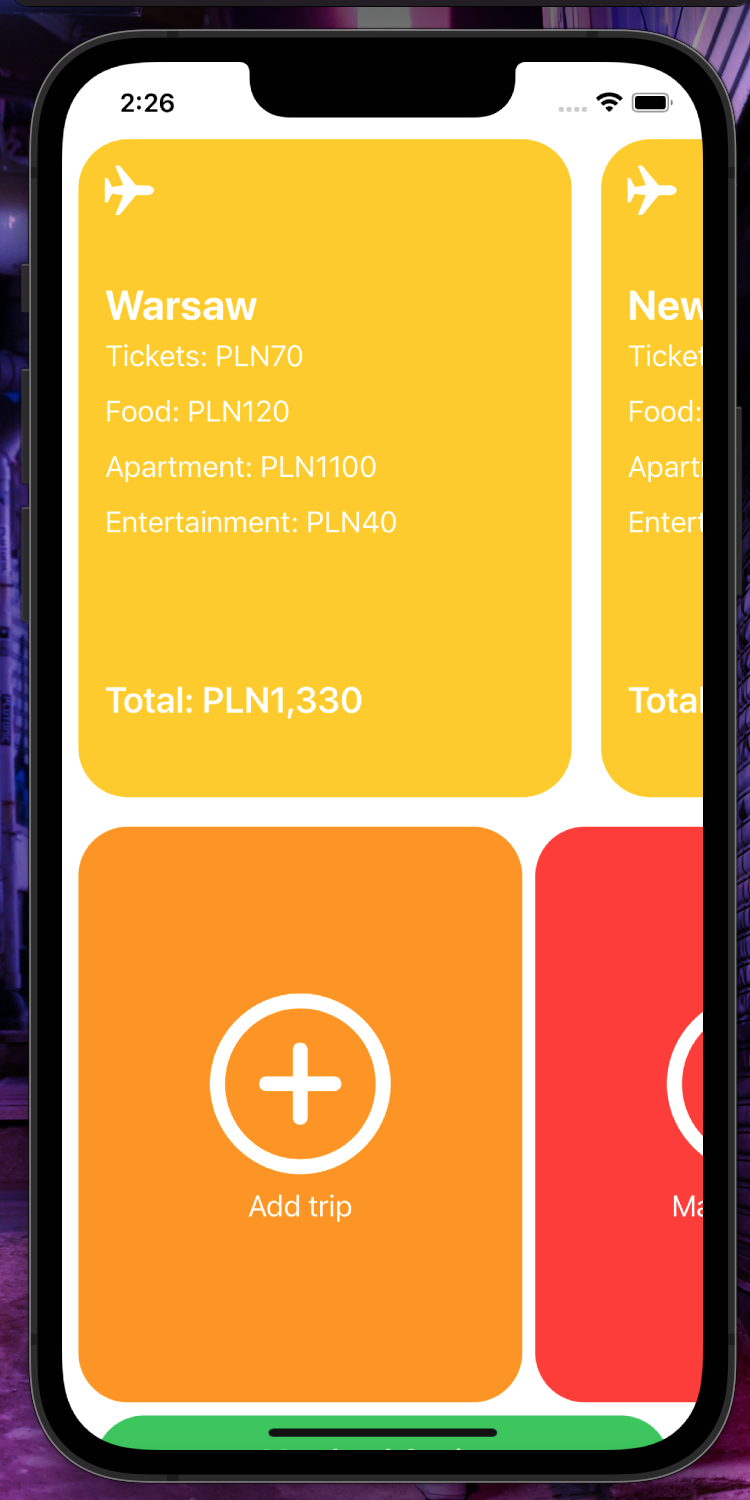 2:26
Warsaw
Tickets: PLN70
Food: PLN120
Apartment: PLN1100
Entertainment: PLN40
Total: PLN1,330
New
Ticket
Food:
Apart
Entert
Total
Add trip
Ma